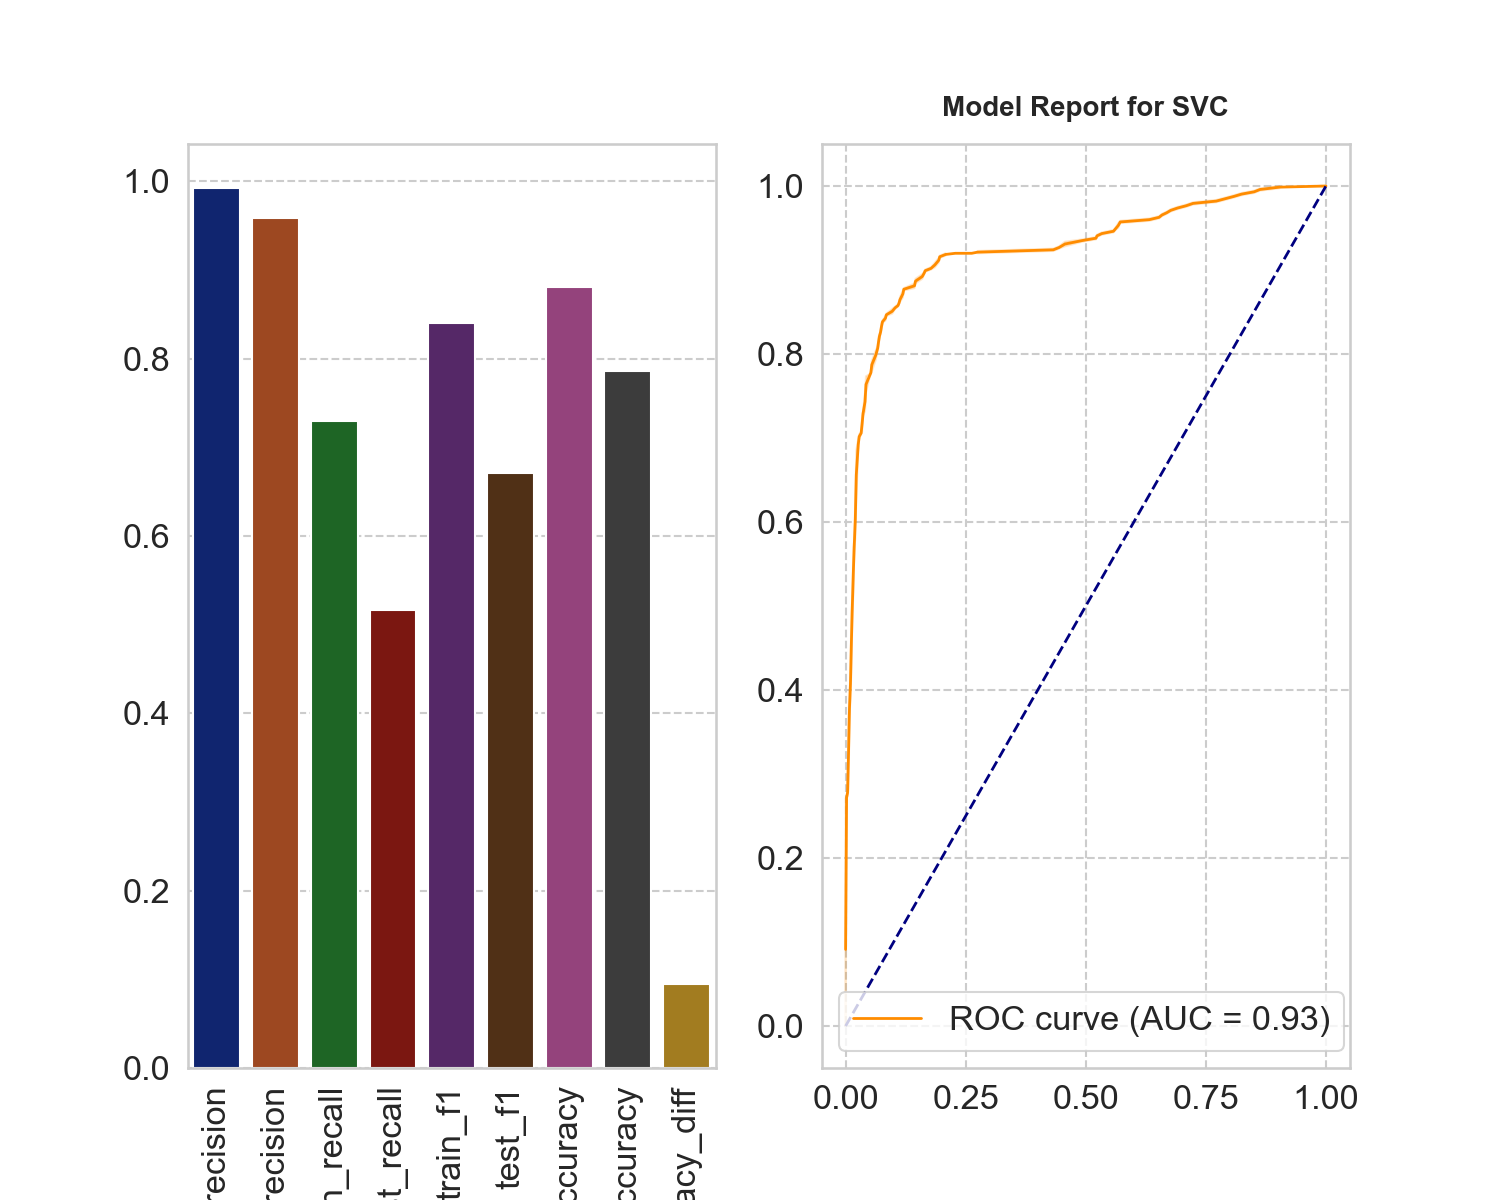 Model Report for SVC
1.0
0.8
0.6
0.4
0.2
0.0
recision
recision
n_recall
t_recall
train_f1
test_f1
ccuracy
ccuracy
acy_diff
1.0
0.8
0.6
0.4
0.2
0.0
ROC curve (AUC = 0.93)
0.00 0.25 0.50 0.75 1.00